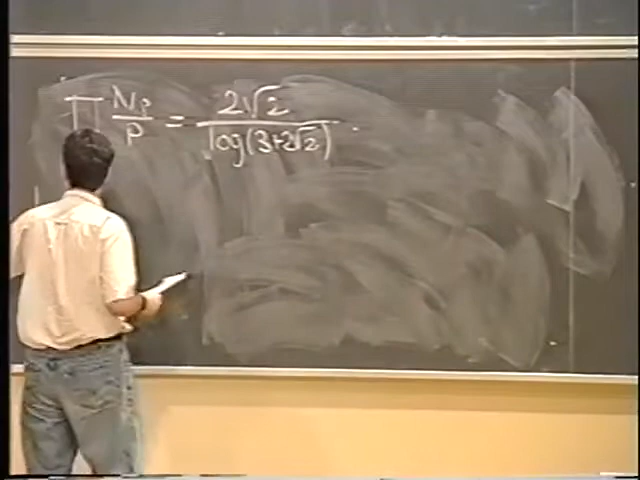 ∏ Np/p = 2√2/log(3+2√2).